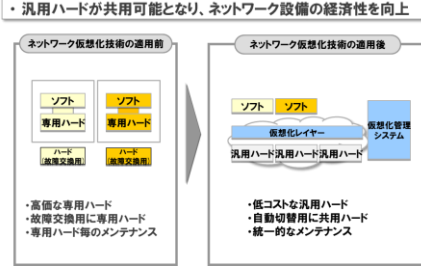 ・ 汎用ハードが共用可能となり、ネットワーク設備の経済性を向上
ネットワーク仮想化技術の適用前
ソフト
ソフト
専用ハード
専用ハード
ハード
(故障交換用)
ハード
(故障交換用)
・高価な専用ハード
・故障交換用に専用ハード
・専用ハード毎のメンテナンス
ネットワーク仮想化技術の適用後
ソフト
ソフト
仮想化レイヤー
仮想化管理
システム
汎用ハード
汎用ハード
汎用ハード
・低コストな汎用ハード
・自動切替用に共用ハード
・統一的なメンテナンス